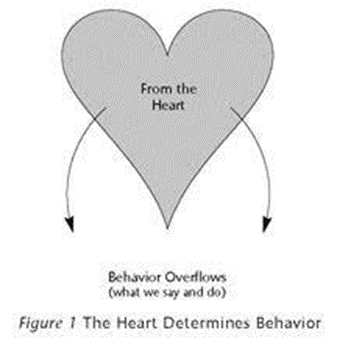 From the
Heart
Behavior Overflows
(what we say and do)
Figure 1 The Heart Determines Behavior